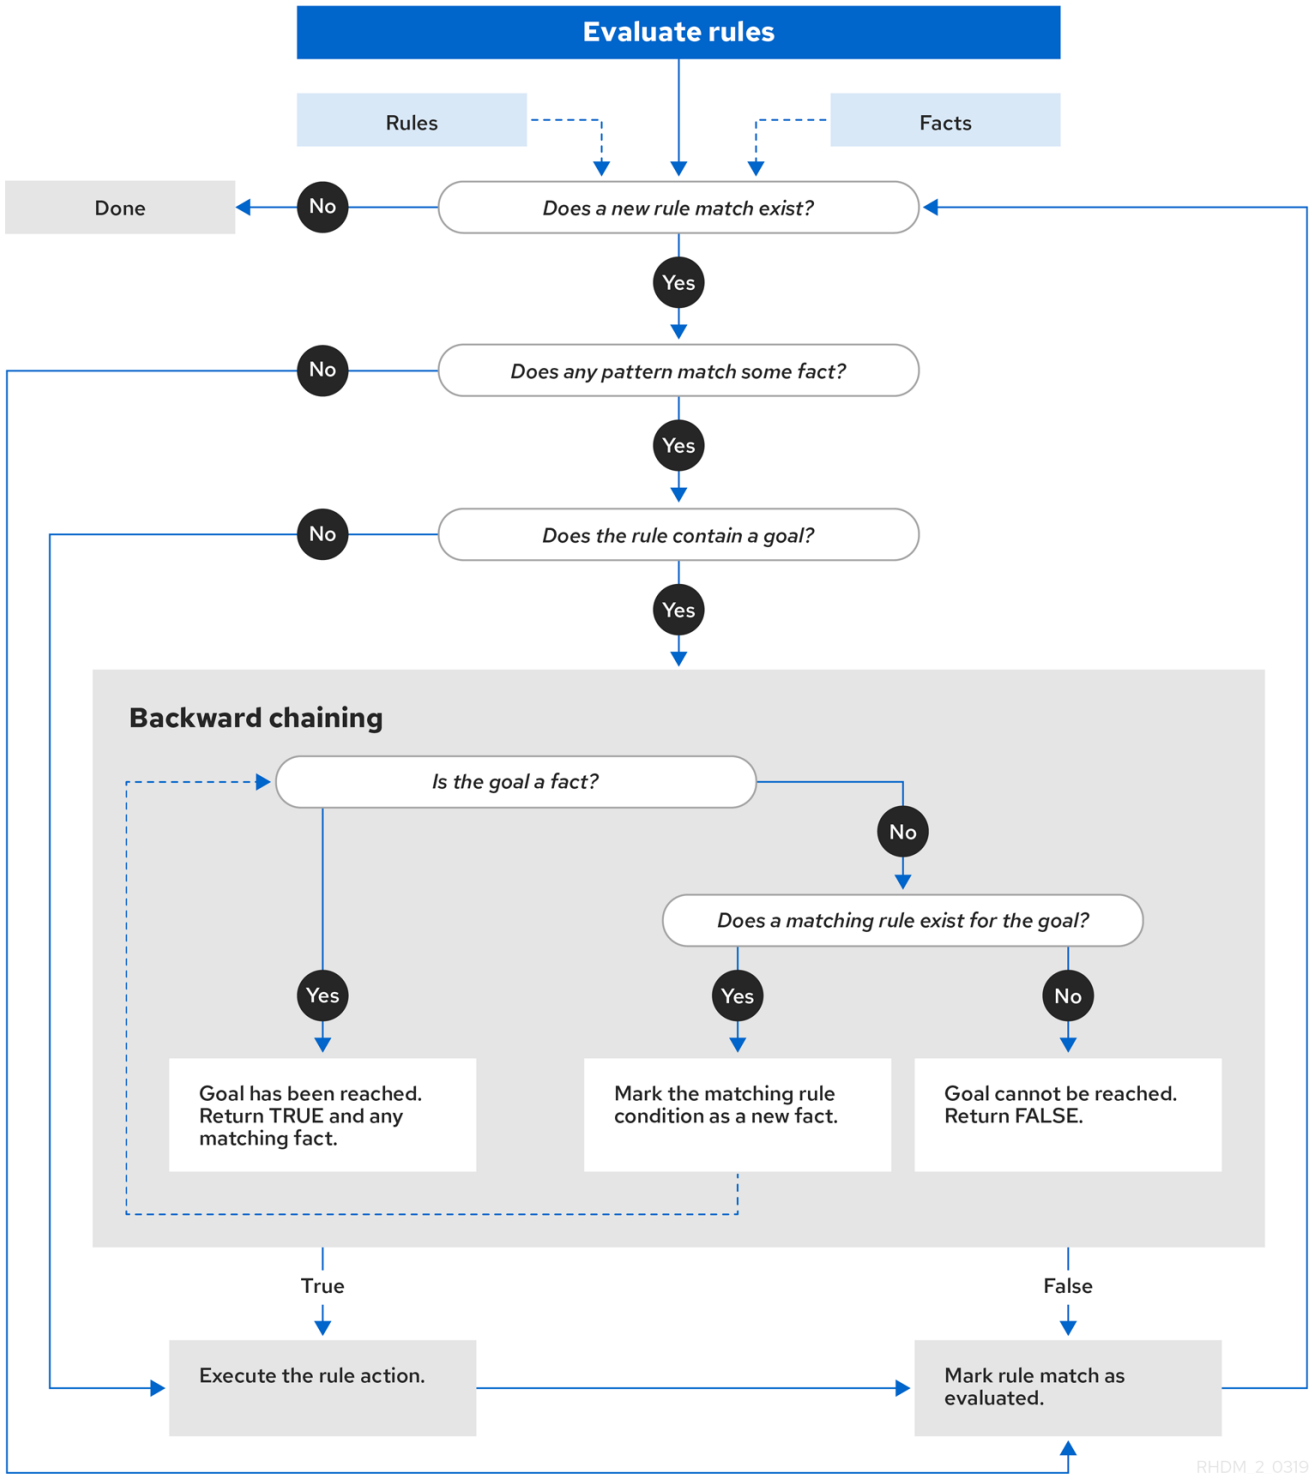 Evaluate rules
Rules
Facts
Done
No
Does a new rule match exist?
Yes
No
Does any pattern match some fact?
Yes
No
Does the rule contain a goal?
Yes
Backward chaining
Is the goal a fact?
No
Does a matching rule exist for the goal?
Yes
Yes
No
Goal has been reached.
Return TRUE and any
matching fact.
Mark the matching rule
condition as a new fact.
Goal cannot be reached.
Return FALSE.
True
False
Execute the rule action.
Mark rule match as
evaluated.
RHDM_2_0319